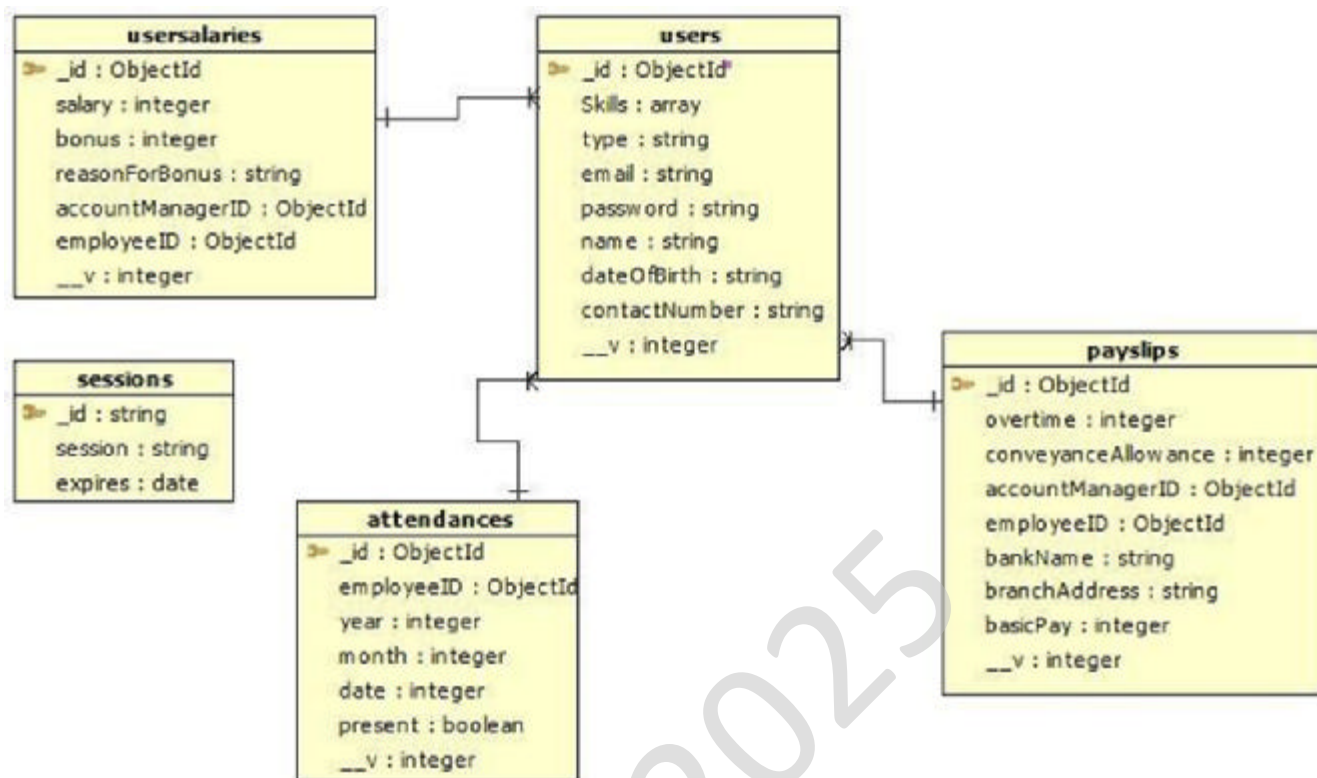 usersalaries
_id : ObjectId
salary : integer
bonus : integer
reasonForBonus : string
accountManagerID : ObjectId
employeeID : ObjectId
__v : integer
users
_id : ObjectId*
Skills : array
type : string
email : string
password : string
name : string
dateOfBirth : string
contactNumber : string
__v : integer
sessions
_id : string
session : string
expires : date
attendances
_id : ObjectId
employeeID : ObjectId
year : integer
month : integer
date : integer
present : boolean
__v : integer
payslips
_id : ObjectId
overtime : integer
conveyanceAllowance : integer
accountManagerID : ObjectId
employeeID : ObjectId
bankName : string
branchAddress : string
basicPay : integer
__v : integer
2025